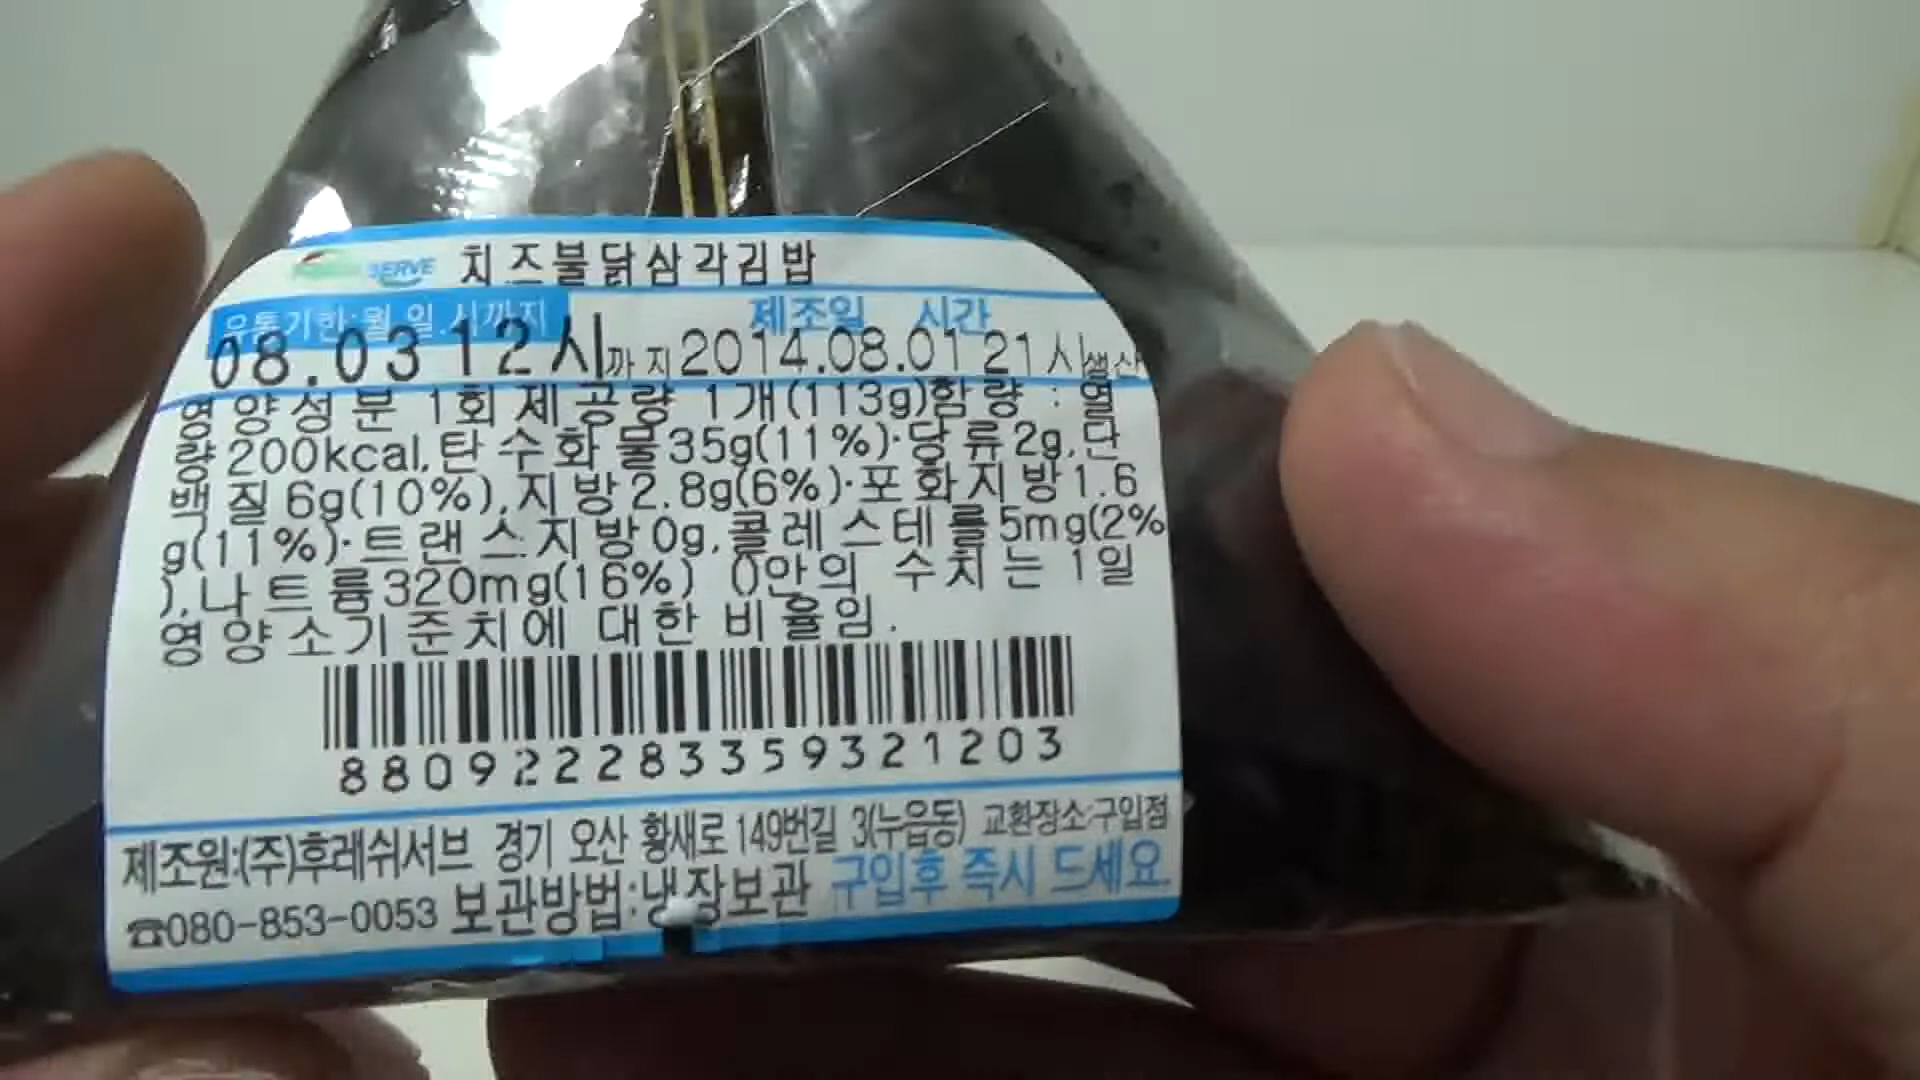 SERVE 치즈불닭삼각김밥
유통기한:월.일.시까지 제조일 시간
08.03 12시까지 2014.08.01 21시생산
영양성분 1회제공량 1개(113g)함량 : 열
량200kcal,탄수화물35g(11%)·당류2g,단
백질6g(10%),지방2.8g(6%)·포화지방1.6
g(11%)·트랜스지방0g,콜레스테롤5mg(2%
),나트륨320mg(16%) ()안의 수치는 1일
영양소기준치에 대한 비율임.
880922283359321203
제조원:(주)후레쉬서브 경기 오산 황새로 149번길 3(누읍동) 교환장소:구입점
☎080-853-0053 보관방법:냉장보관 구입후 즉시 드세요.